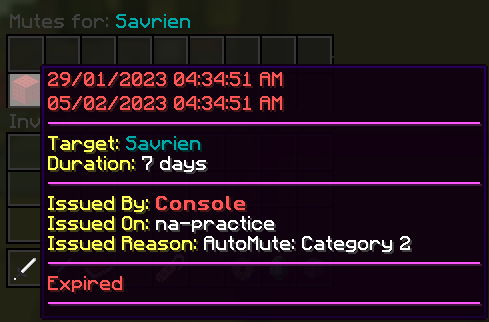 Mutes for: Savrien
29/01/2023 04:34:51 AM
05/02/2023 04:34:51 AM
Target: Savrien
Duration: 7 days
Inv
Issued By: Console
Issued On: na-practice
Issued Reason: AutoMute: Category 2
Expired